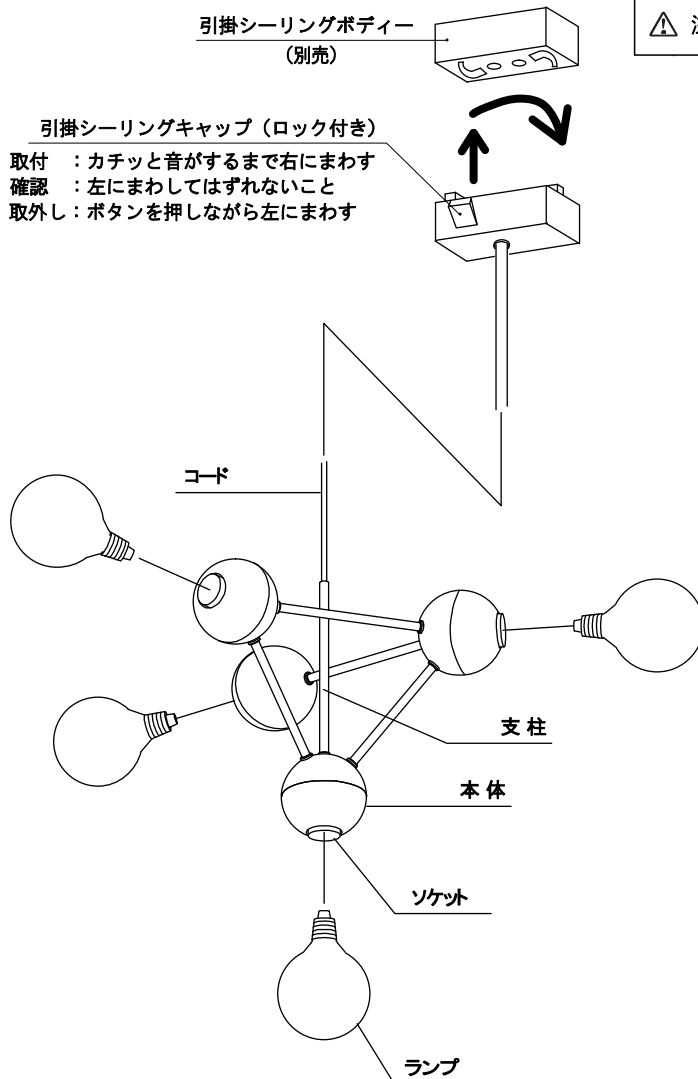 引掛シーリングボディー
(別売)
⚠
引掛シーリングキャップ（ロック付き）
取付　：カチッと音がするまで右にまわす
確認　：左にまわしてはずれないこと
取外し：ボタンを押しながら左にまわす
コード
支柱
本体
ソケット
ランプ